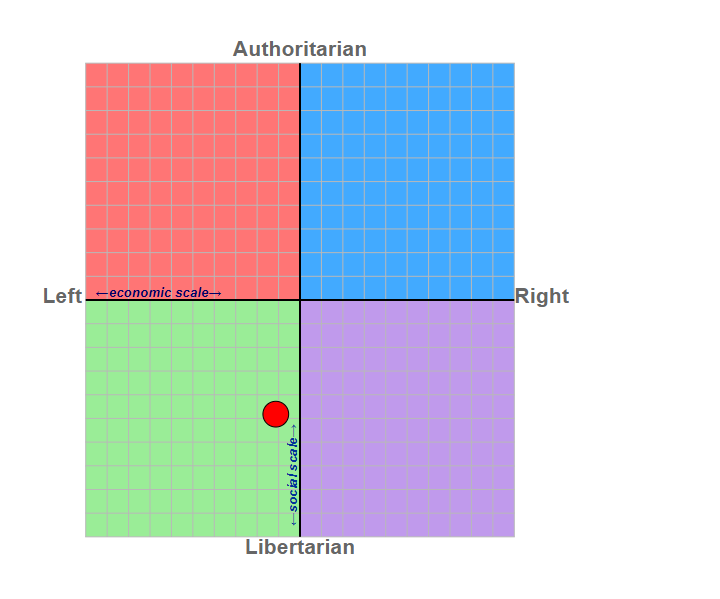 Authoritarian
Left
←economic scale→
Right
←social scale→
Libertarian